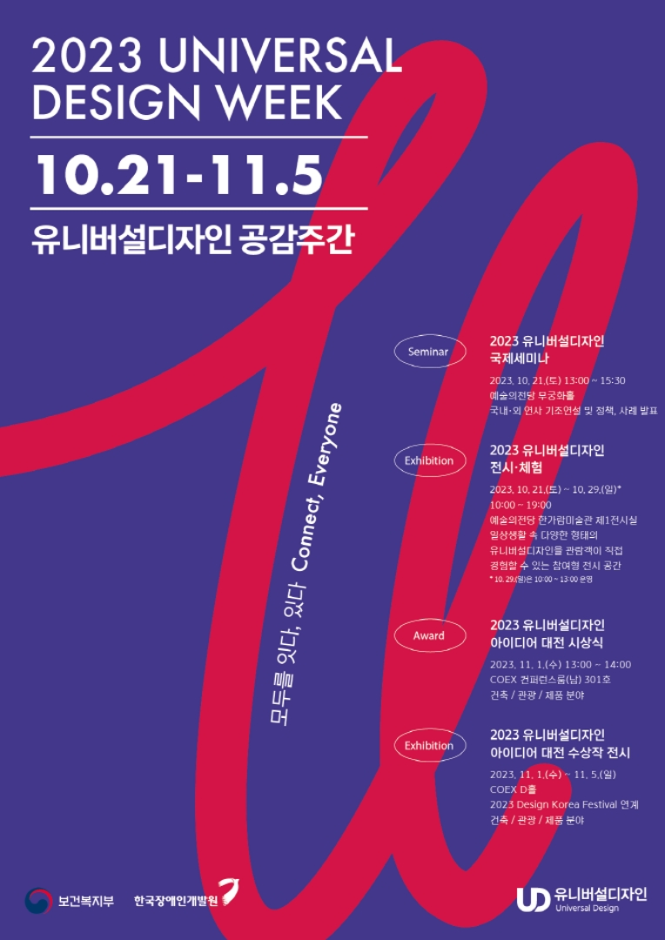 2023 UNIVERSAL
DESIGN WEEK
10.21-11.5
유니버설디자인 공감주간
모두를 잇다, 있다 Connect, Everyone
Seminar
2023 유니버설디자인
국제세미나
2023. 10. 21.(토) 13:00 ~ 15:30
예술의전당 무궁화홀
국내·외 연사 기조연설 및 정책, 사례 발표
Exhibition
2023 유니버설디자인
전시·체험
2023. 10. 21.(토) ~ 10. 29.(일)*
10:00 ~ 19:00
예술의전당 한가람미술관 제1전시실
일상생활 속 다양한 형태의
유니버설디자인을 관람객이 직접
경험할 수 있는 참여형 전시 공간
* 10. 29.(일)은 10:00 ~ 13:00 운영
Award
2023 유니버설디자인
아이디어 대전 시상식
2023. 11. 1.(수) 13:00 ~ 14:00
COEX 컨퍼런스룸(남) 301호
건축 / 관광 / 제품 분야
Exhibition
2023 유니버설디자인
아이디어 대전 수상작 전시
2023. 11. 1.(수) ~ 11. 5.(일)
COEX D홀
2023 Design Korea Festival 연계
건축 / 관광 / 제품 분야
보건복지부
한국장애인개발원
UD 유니버설디자인
Universal Design